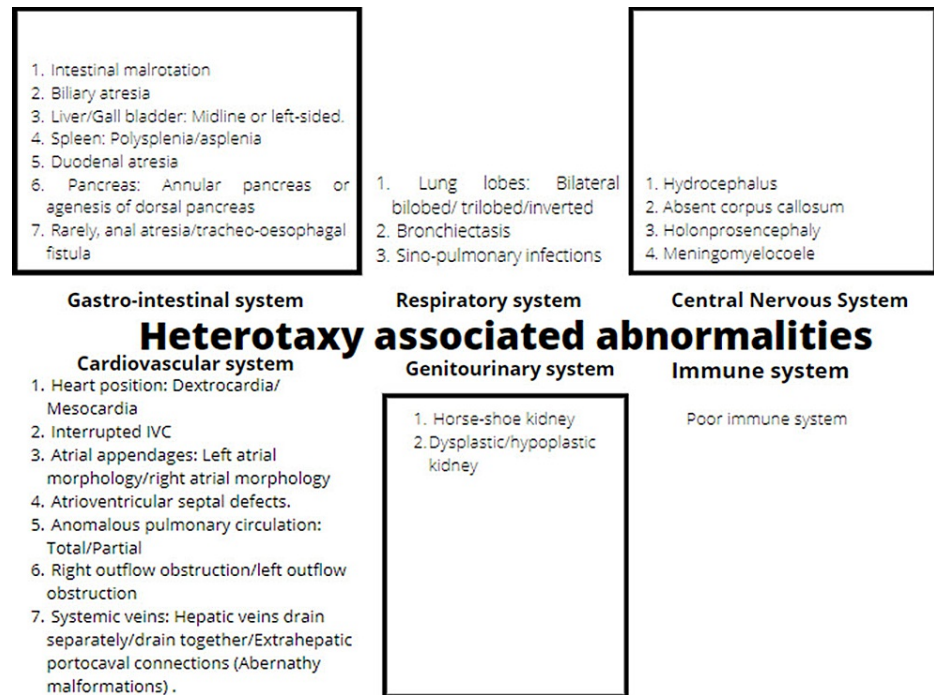 1. Intestinal malrotation
2. Biliary atresia
3. Liver/Gall bladder: Midline or left-sided.
4. Spleen: Polysplenia/asplenia
5. Duodenal atresia
6. Pancreas: Annular pancreas or
agenesis of dorsal pancreas
7. Rarely, anal atresia/tracheo-oesophagal
fistula
Gastro-intestinal system
1. Lung lobes: Bilateral
bilobed/ trilobed/inverted
2. Bronchiectasis
3. Sino-pulmonary infections
Respiratory system
1. Hydrocephalus
2. Absent corpus callosum
3. Holonprosencephaly
4. Meningomyelocoele
Central Nervous System
Heterotaxy associated abnormalities
Cardiovascular system
1. Heart position: Dextrocardia/
Mesocardia
2. Interrupted IVC
3. Atrial appendages: Left atrial
morphology/right atrial morphology
4. Atrioventricular septal defects.
5. Anomalous pulmonary circulation:
Total/Partial
6. Right outflow obstruction/left outflow
obstruction
7. Systemic veins: Hepatic veins drain
separately/drain together/Extrahepatic
portocaval connections (Abernathy
malformations) .
Genitourinary system
1. Horse-shoe kidney
2. Dysplastic/hypoplastic
kidney
Immune system
Poor immune system